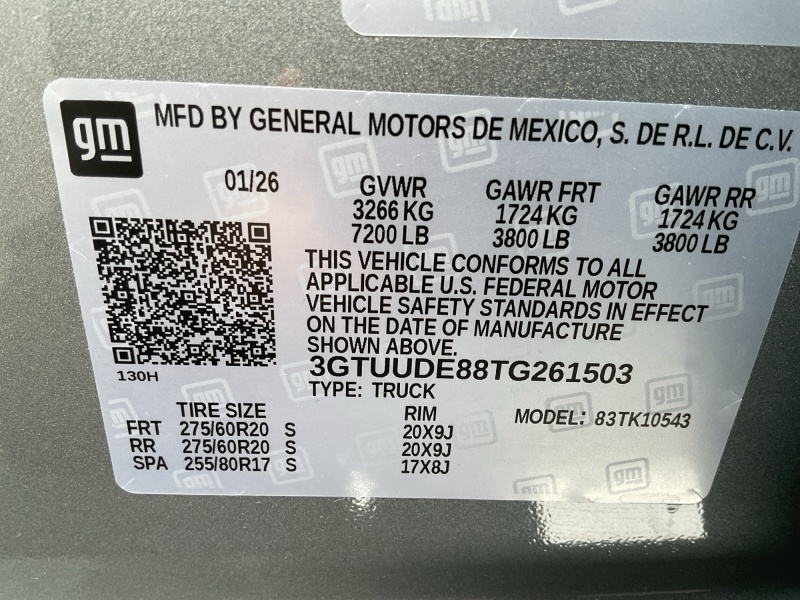 gm
MFD BY GENERAL MOTORS DE MEXICO, S. DE R.L. DE C.V.
01/26 GVWR GAWR FRT GAWR RR
3266 KG 1724 KG 1724 KG
7200 LB 3800 LB 3800 LB
THIS VEHICLE CONFORMS TO ALL
APPLICABLE U.S. FEDERAL MOTOR
VEHICLE SAFETY STANDARDS IN EFFECT
ON THE DATE OF MANUFACTURE
SHOWN ABOVE.
3GTUUDE88TG261503
130H
TYPE: TRUCK
TIRE SIZE RIM MODEL: 83TK10543
FRT 275/60R20 S 20X9J
RR 275/60R20 S 20X9J
SPA 255/80R17 S 17X8J